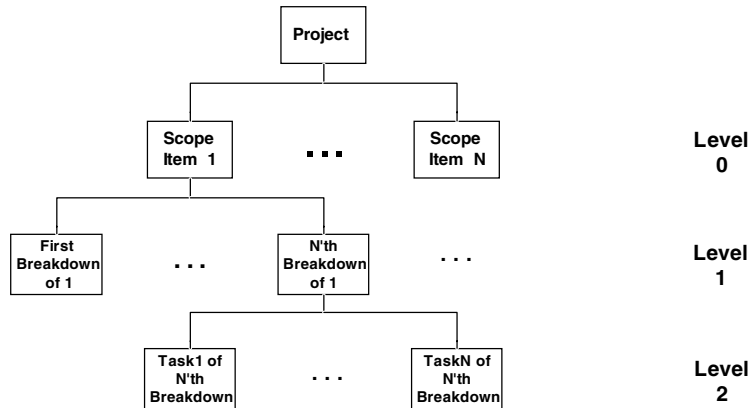 Project
Scope
Item 1
...
Scope
Item N
Level
0
First
Breakdown
of 1
...
N'th
Breakdown
of 1
...
Level
1
Task1 of
N'th
Breakdown
...
TaskN of
N'th
Breakdown
Level
2